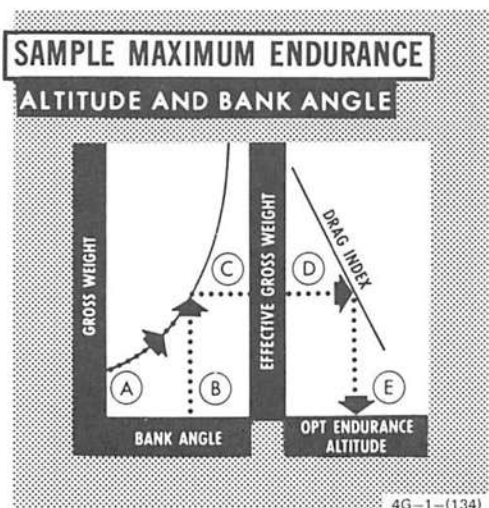 SAMPLE MAXIMUM ENDURANCE
ALTITUDE AND BANK ANGLE
GROSS WEIGHT
A
B
C
BANK ANGLE
EFFECTIVE GROSS WEIGHT
DRAG INDEX
D
E
OPT ENDURANCE
ALTITUDE
4G-1-(134)